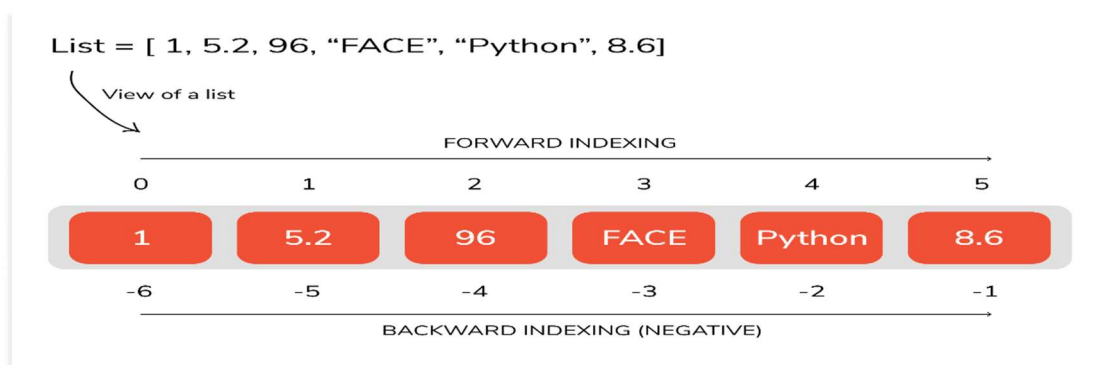 List = [ 1, 5.2, 96, “FACE”, “Python”, 8.6]
View of a list
FORWARD INDEXING
0 1 2 3 4 5
1 5.2 96 FACE Python 8.6
-6 -5 -4 -3 -2 -1
BACKWARD INDEXING (NEGATIVE)